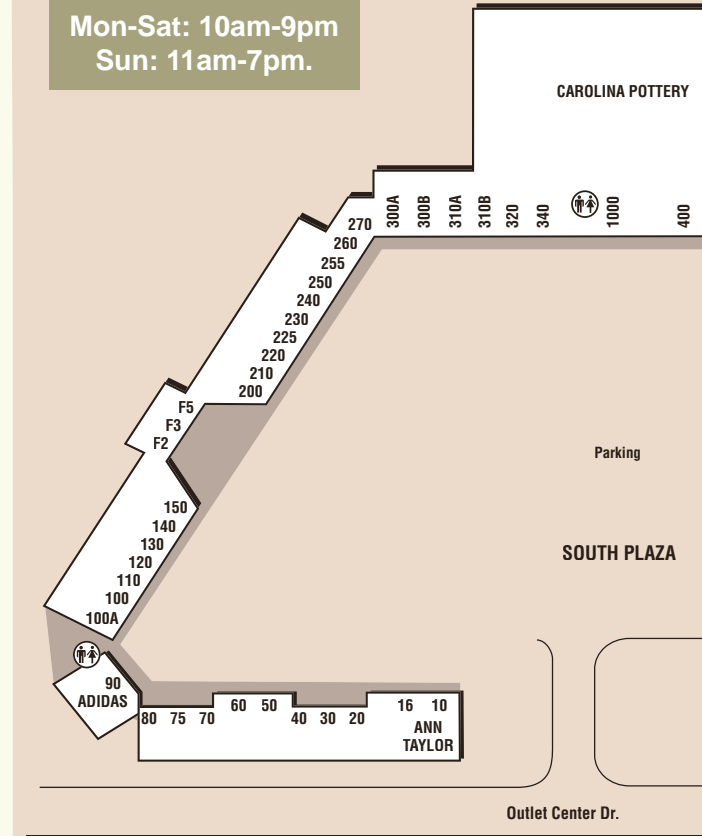 Mon-Sat: 10am-9pm
Sun: 11am-7pm.
CAROLINA POTTERY
300A
300B
310A
310B
320
340
1000
400
270
260
255
250
240
230
225
220
210
200
F5
F3
F2
150
140
130
120
110
100
100A
Parking
SOUTH PLAZA
90
ADIDAS
80 75 70 60 50 40 30 20 16 10
ANN
TAYLOR
Outlet Center Dr.